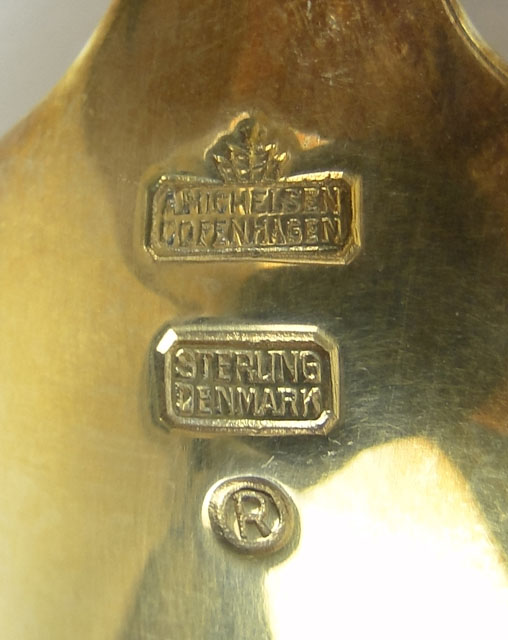 A.MICHELSEN
COPENHAGEN
STERLING
DENMARK
R